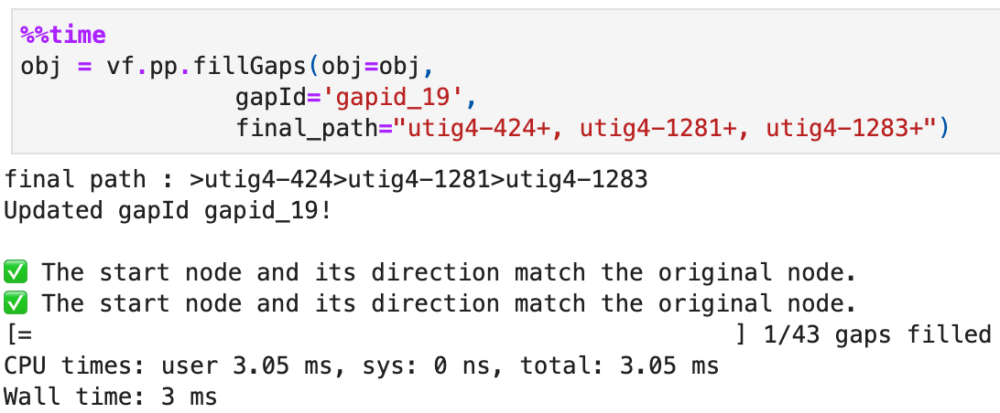 %%time
obj = vf.pp.fillGaps(obj=obj,
                gapId='gapid_19',
                final_path="utig4-424+, utig4-1281+, utig4-1283+")
final path : >utig4-424>utig4-1281>utig4-1283
Updated gapId gapid_19!
✅ The start node and its direction match the original node.
✅ The start node and its direction match the original node.
[=                                                 ] 1/43 gaps filled
CPU times: user 3.05 ms, sys: 0 ns, total: 3.05 ms
Wall time: 3 ms